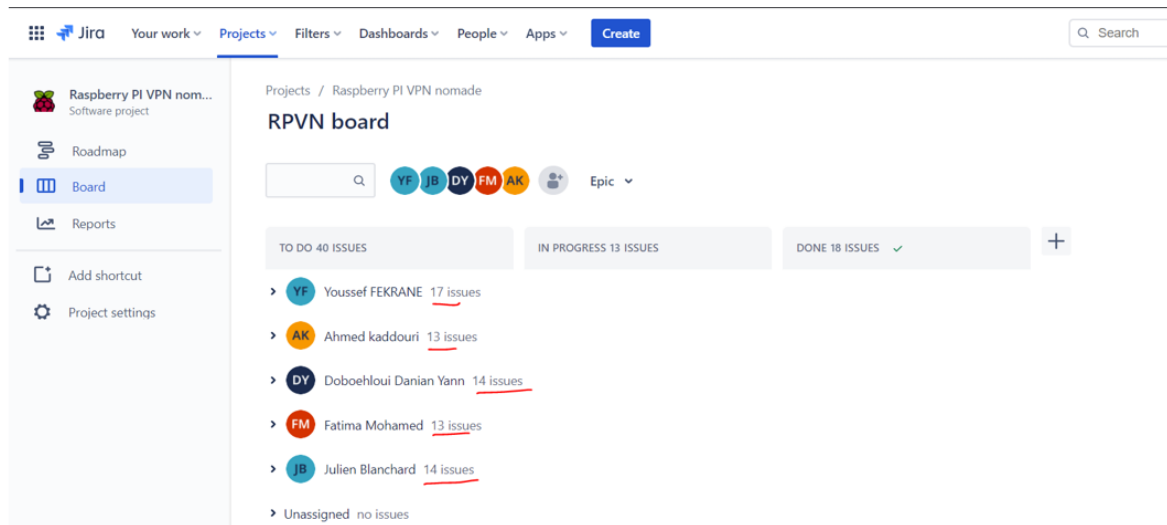 Jira Your work Projects Filters Dashboards People Apps Create Search
Raspberry PI VPN nom...
Software project
Roadmap
Board
Reports
Add shortcut
Project settings
Projects / Raspberry PI VPN nomade
RPVN board
YF JB DY FM AK Epic
TO DO 40 ISSUES IN PROGRESS 13 ISSUES DONE 18 ISSUES
YF Youssef FEKRANE 17 issues
AK Ahmed kaddouri 13 issues
DY Doboehloui Danian Yann 14 issues
FM Fatima Mohamed 13 issues
JB Julien Blanchard 14 issues
Unassigned no issues